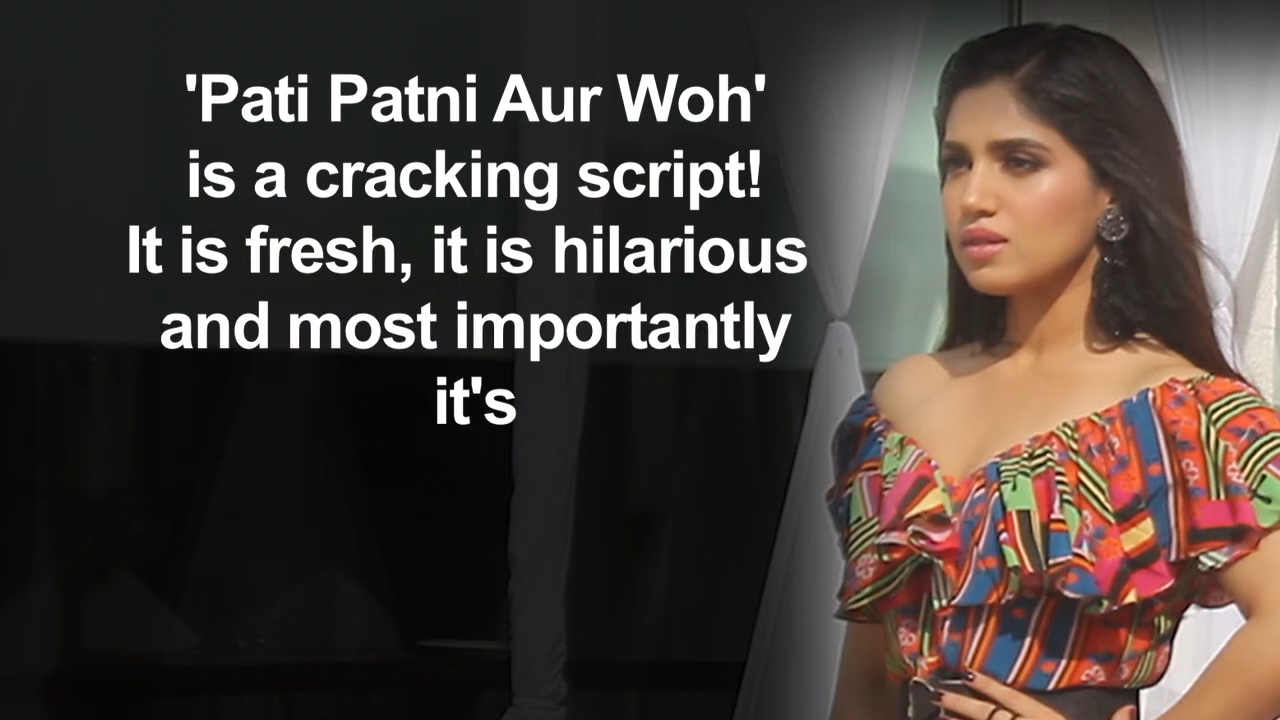 'Pati Patni Aur Woh'
is a cracking script!
It is fresh, it is hilarious
and most importantly
it's